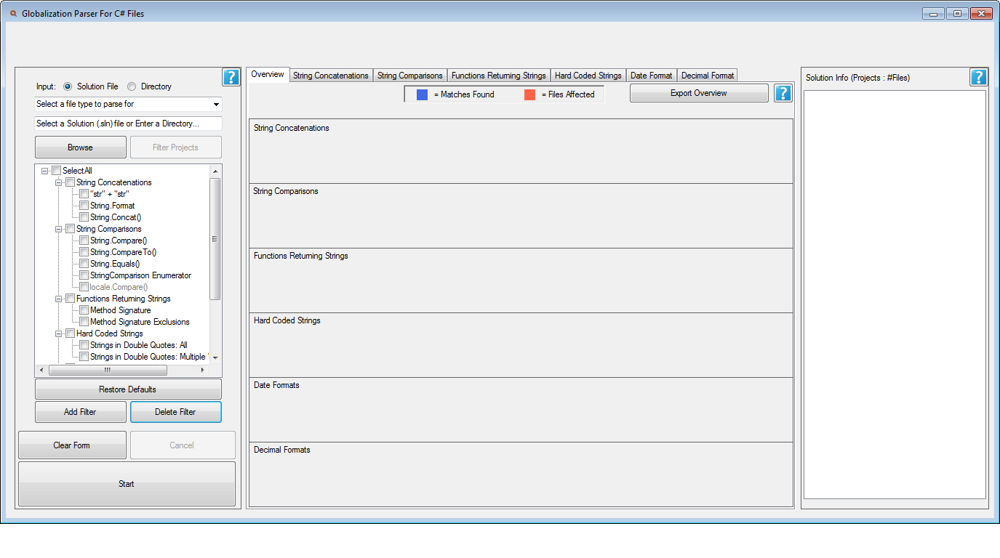 Globalization Parser For C# Files
?
Input: Solution File Directory
Select a file type to parse for
Select a Solution (.sln) file or Enter a Directory...
Browse Filter Projects
SelectAll
String Concatenations
"str" + "str"
String.Format
String.Concat()
String Comparisons
String.Compare()
String.CompareTo()
String.Equals()
StringComparison Enumerator
locale.Compare()
Functions Returning Strings
Method Signature
Method Signature Exclusions
Hard Coded Strings
Strings in Double Quotes: All
Strings in Double Quotes: Multiple
Restore Defaults
Add Filter Delete Filter
Clear Form Cancel
Start
Overview String Concatenations String Comparisons Functions Returning Strings Hard Coded Strings Date Format Decimal Format
= Matches Found = Files Affected Export Overview ?
String Concatenations
String Comparisons
Functions Returning Strings
Hard Coded Strings
Date Formats
Decimal Formats
Solution Info (Projects : #Files) ?